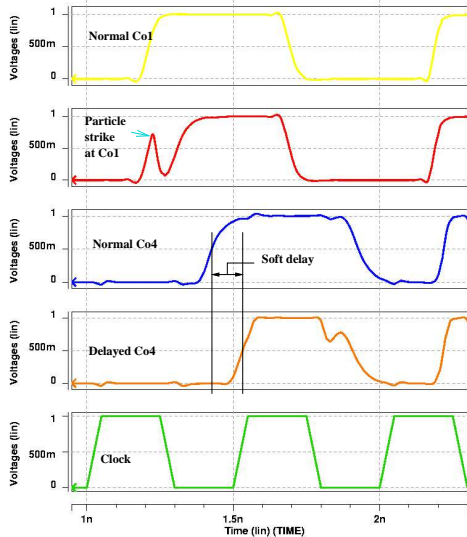 Voltages (lin)
1
500m
0
Normal Co1
Voltages (lin)
1
500m
0
Particle
strike
at Co1
Voltages (lin)
1
500m
0
Normal Co4
Soft delay
Voltages (lin)
1
500m
0
Delayed Co4
Voltages (lin)
1
500m
0
Clock
1n
1.5n
2n
Time (lin) (TIME)